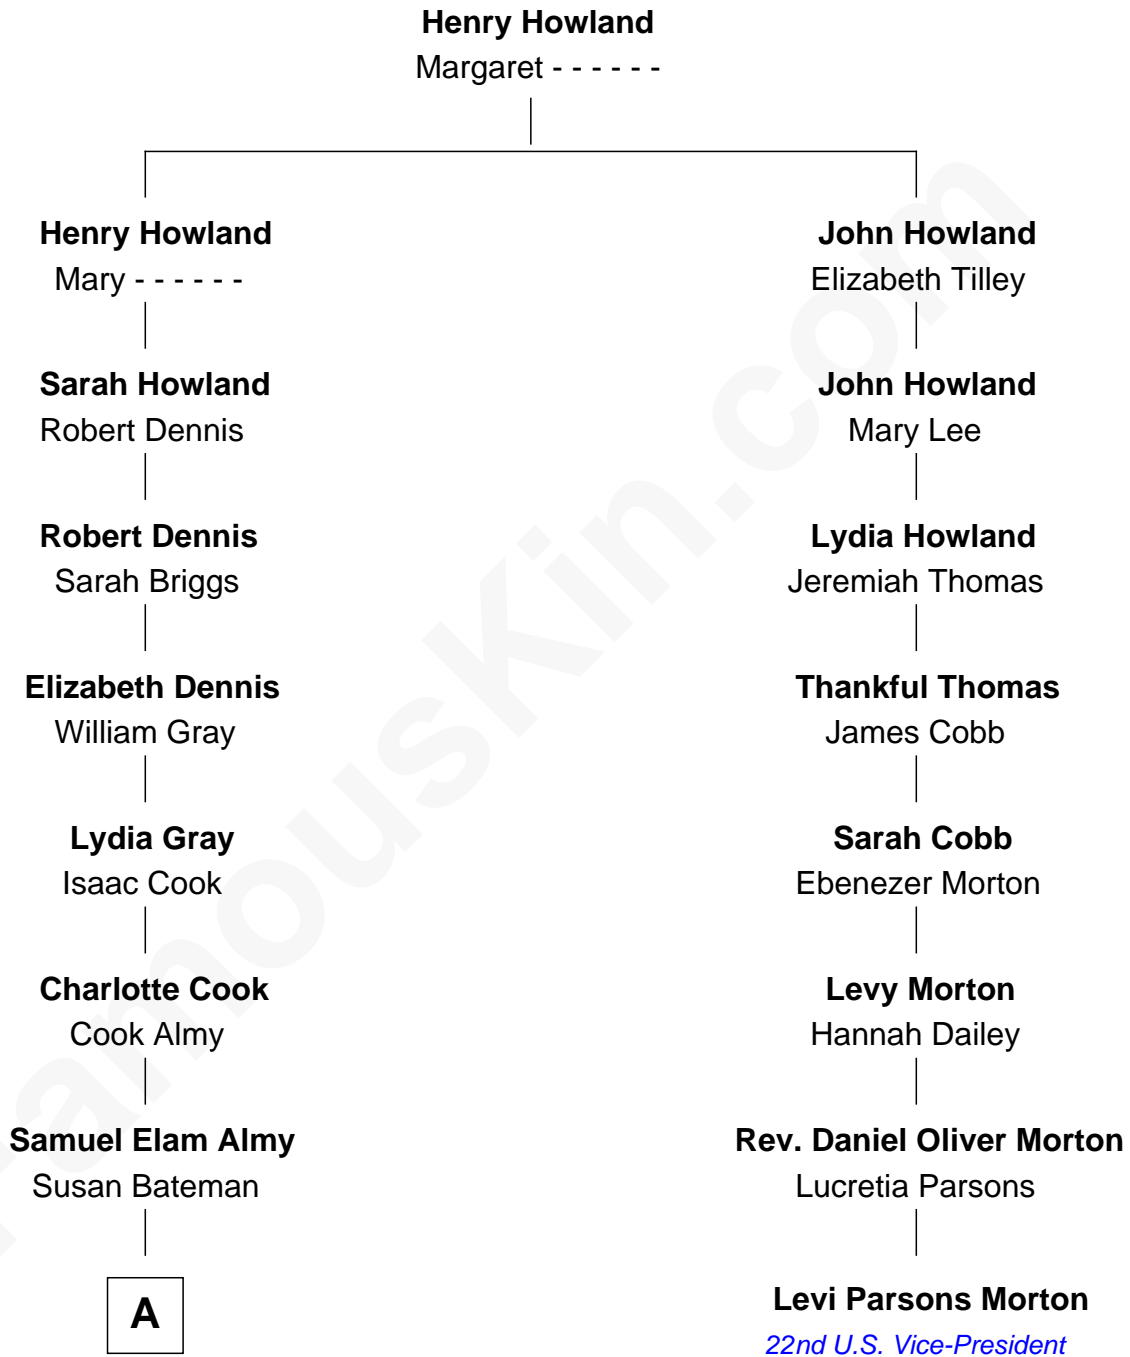 Henry Howland
Margaret - - - - - -
Henry Howland
Mary - - - - - -
John Howland
Elizabeth Tilley
Sarah Howland
Robert Dennis
John Howland
Mary Lee
Robert Dennis
Sarah Briggs
Lydia Howland
Jeremiah Thomas
Elizabeth Dennis
William Gray
Thankful Thomas
James Cobb
Lydia Gray
Isaac Cook
Sarah Cobb
Ebenezer Morton
Charlotte Cook
Cook Almy
Levy Morton
Hannah Dailey
Samuel Elam Almy
Susan Bateman
Rev. Daniel Oliver Morton
Lucretia Parsons
A
Levi Parsons Morton
22nd U.S. Vice-President
FamousKin.com